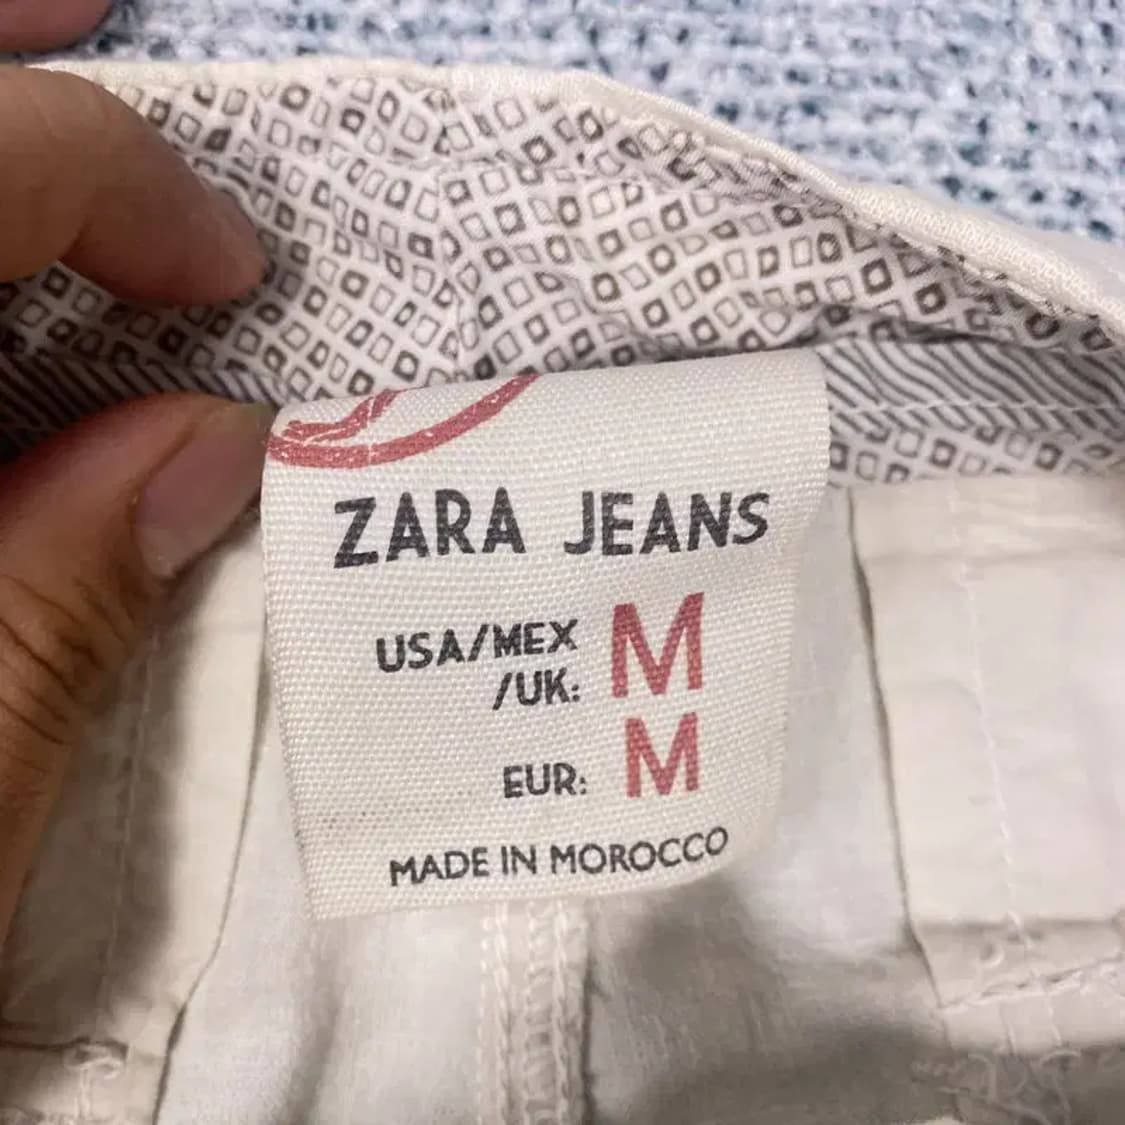 ZARA JEANS
USA/MEX M
/UK:
EUR: M
MADE IN MOROCCO